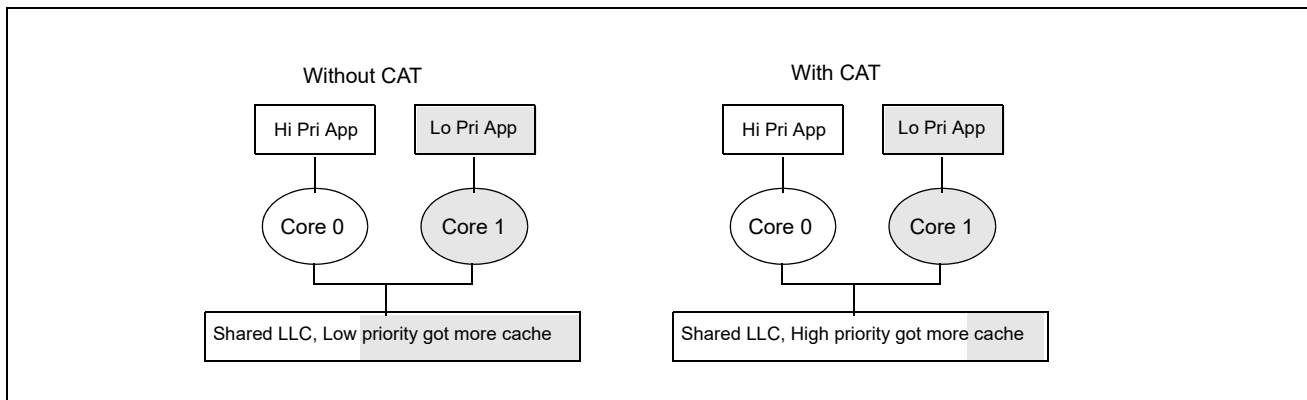 Without CAT
Hi Pri App
Lo Pri App
Core 0
Core 1
Shared LLC, Low priority got more cache
With CAT
Hi Pri App
Lo Pri App
Core 0
Core 1
Shared LLC, High priority got more cache